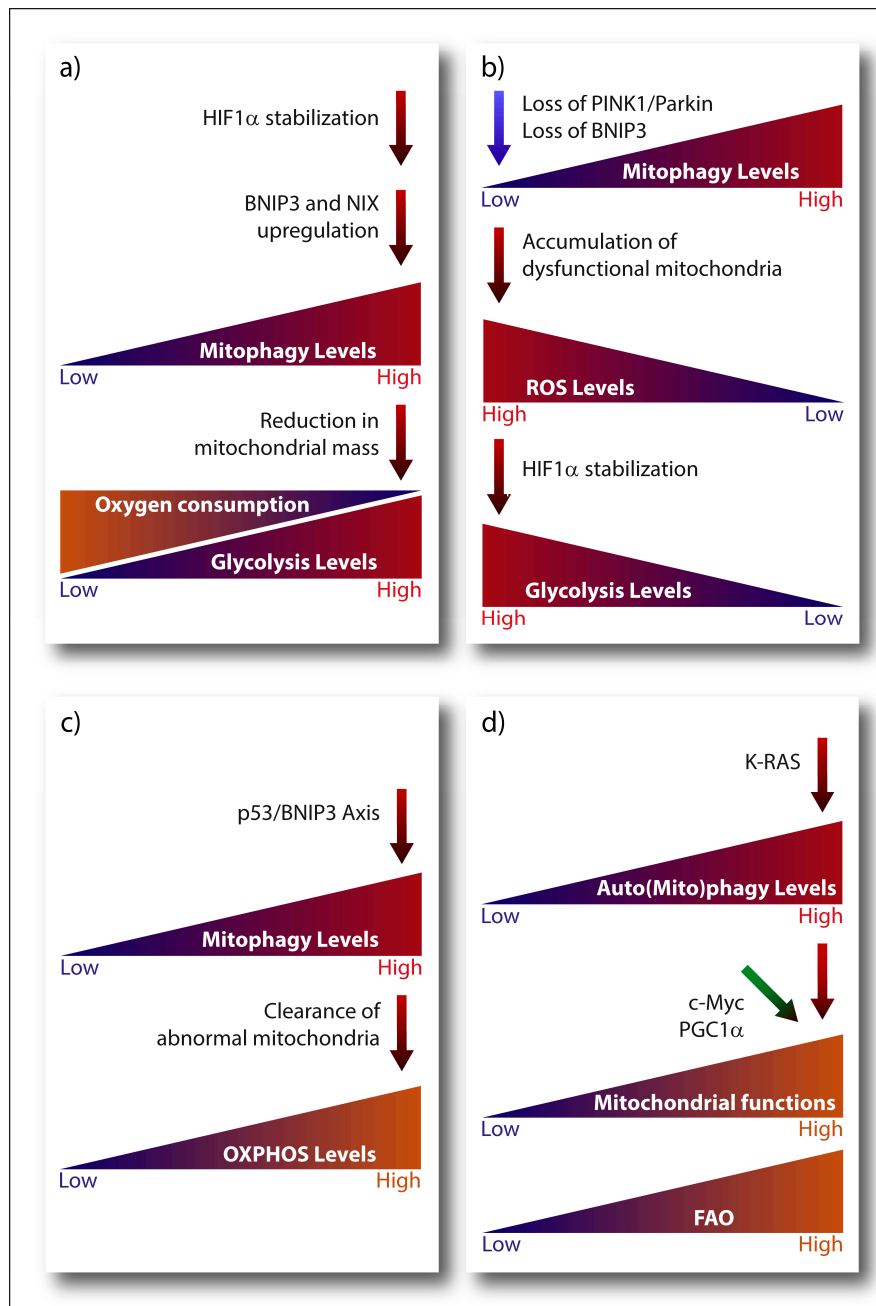 a)
HIF1α stabilization
BNIP3 and NIX
upregulation
Mitophagy Levels
Low
High
Reduction in
mitochondrial mass
Oxygen consumption
Glycolysis Levels
Low
High
b)
Loss of PINK1/Parkin
Loss of BNIP3
Mitophagy Levels
Low
High
Accumulation of
dysfunctional mitochondria
ROS Levels
High
Low
HIF1α stabilization
Glycolysis Levels
High
Low
c)
p53/BNIP3 Axis
Mitophagy Levels
Low
High
Clearance of
abnormal mitochondria
OXPHOS Levels
Low
High
d)
K-RAS
Auto(Mito)phagy Levels
Low
High
c-Myc
PGC1α
Mitochondrial functions
Low
High
FAO
Low
High